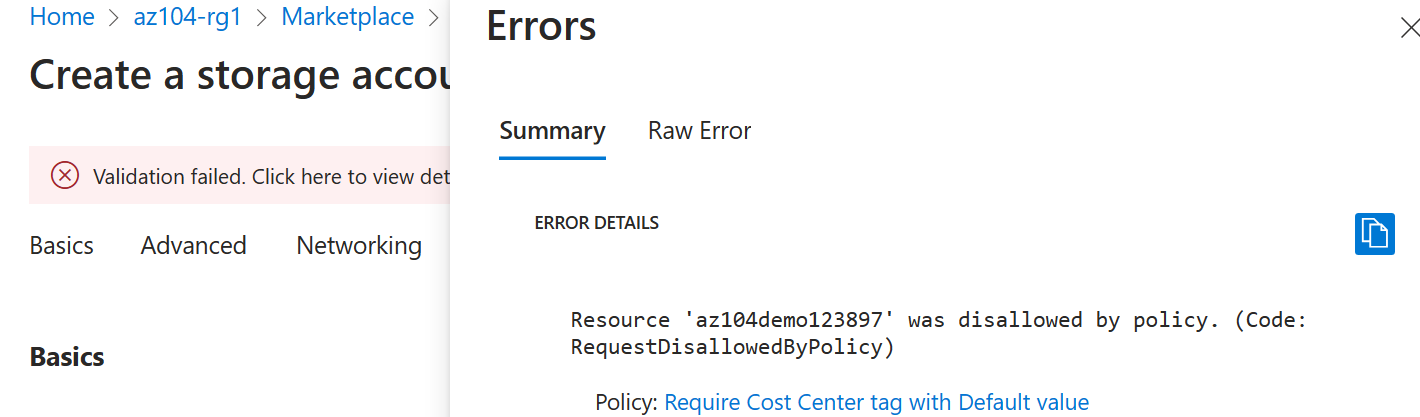 Home > az104-rg1 > Marketplace >
Errors
Create a storage accou
Summary Raw Error
Validation failed. Click here to view det
ERROR DETAILS
Basics Advanced Networking
Resource 'az104demo123897' was disallowed by policy. (Code:
RequestDisallowedByPolicy)
Basics
Policy: Require Cost Center tag with Default value